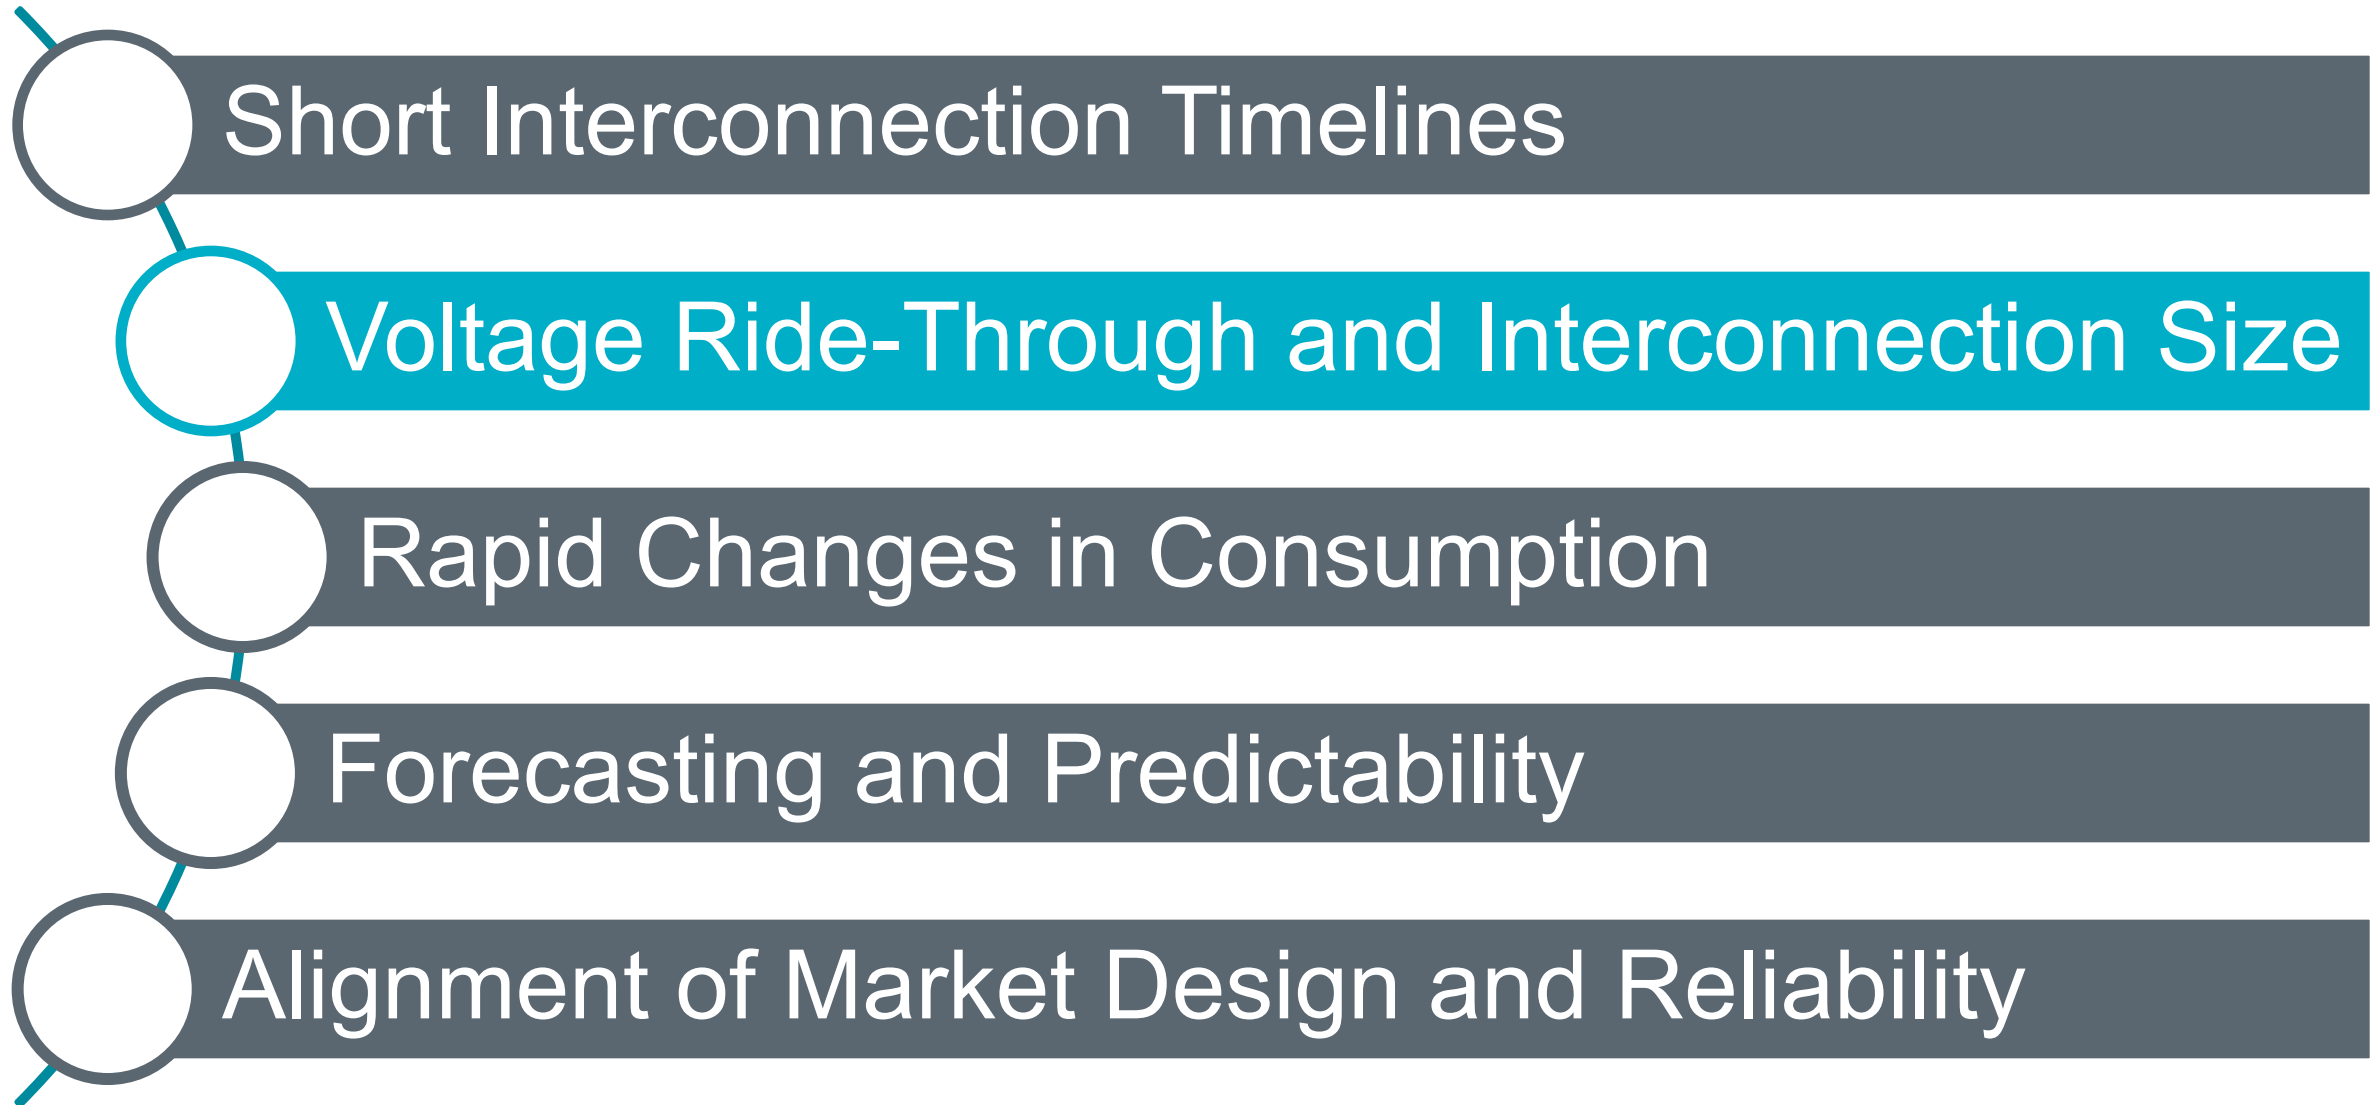 Short Interconnection Timelines
Voltage Ride-Through and Interconnection Size
Rapid Changes in Consumption
Forecasting and Predictability
Alignment of Market Design and Reliability